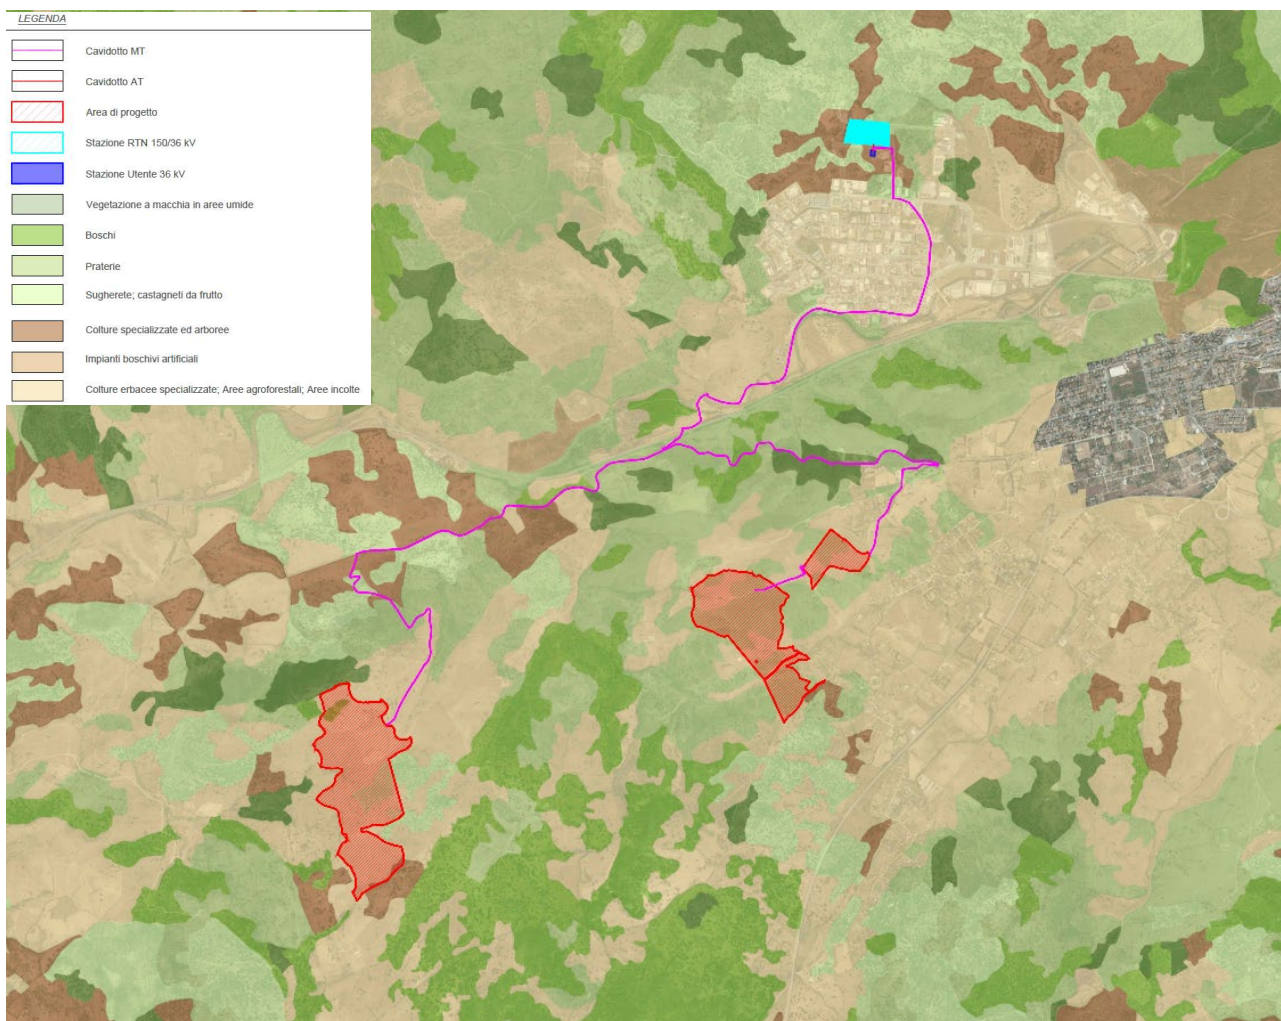 LEGENDA
Cavidotto MT
Cavidotto AT
Area di progetto
Stazione RTN 150/36 kV
Stazione Utente 36 kV
Vegetazione a macchia in aree umide
Boschi
Praterie
Sugherete; castagneti da frutto
Colture specializzate ed arboree
Impianti boschivi artificiali
Colture erbacee specializzate; Aree agroforestali; Aree incolte